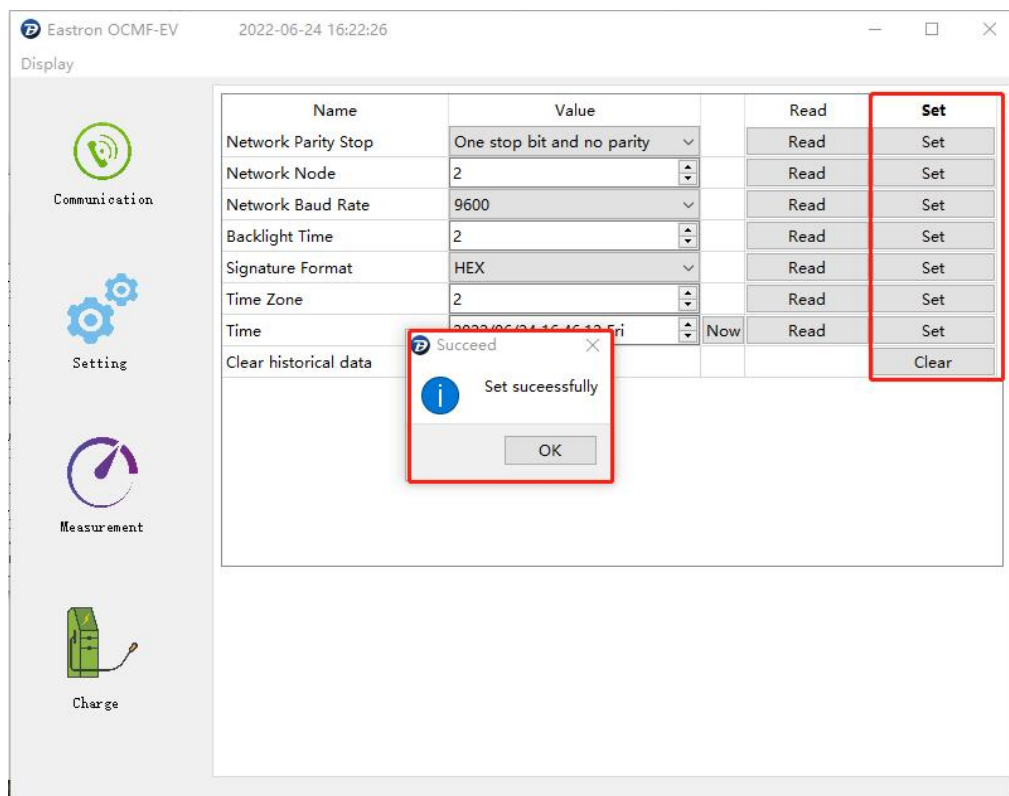 Eastron OCMF-EV 2022-06-24 16:22:26
Display
Name Value Read Set
Network Parity Stop One stop bit and no parity Read Set
Network Node 2 Read Set
Network Baud Rate 9600 Read Set
Backlight Time 2 Read Set
Signature Format HEX Read Set
Time Zone 2 Read Set
Time Now Read Set
Clear historical data Clear
Succeed
Set suceessfully
OK
Communication
Setting
Measurement
Charge